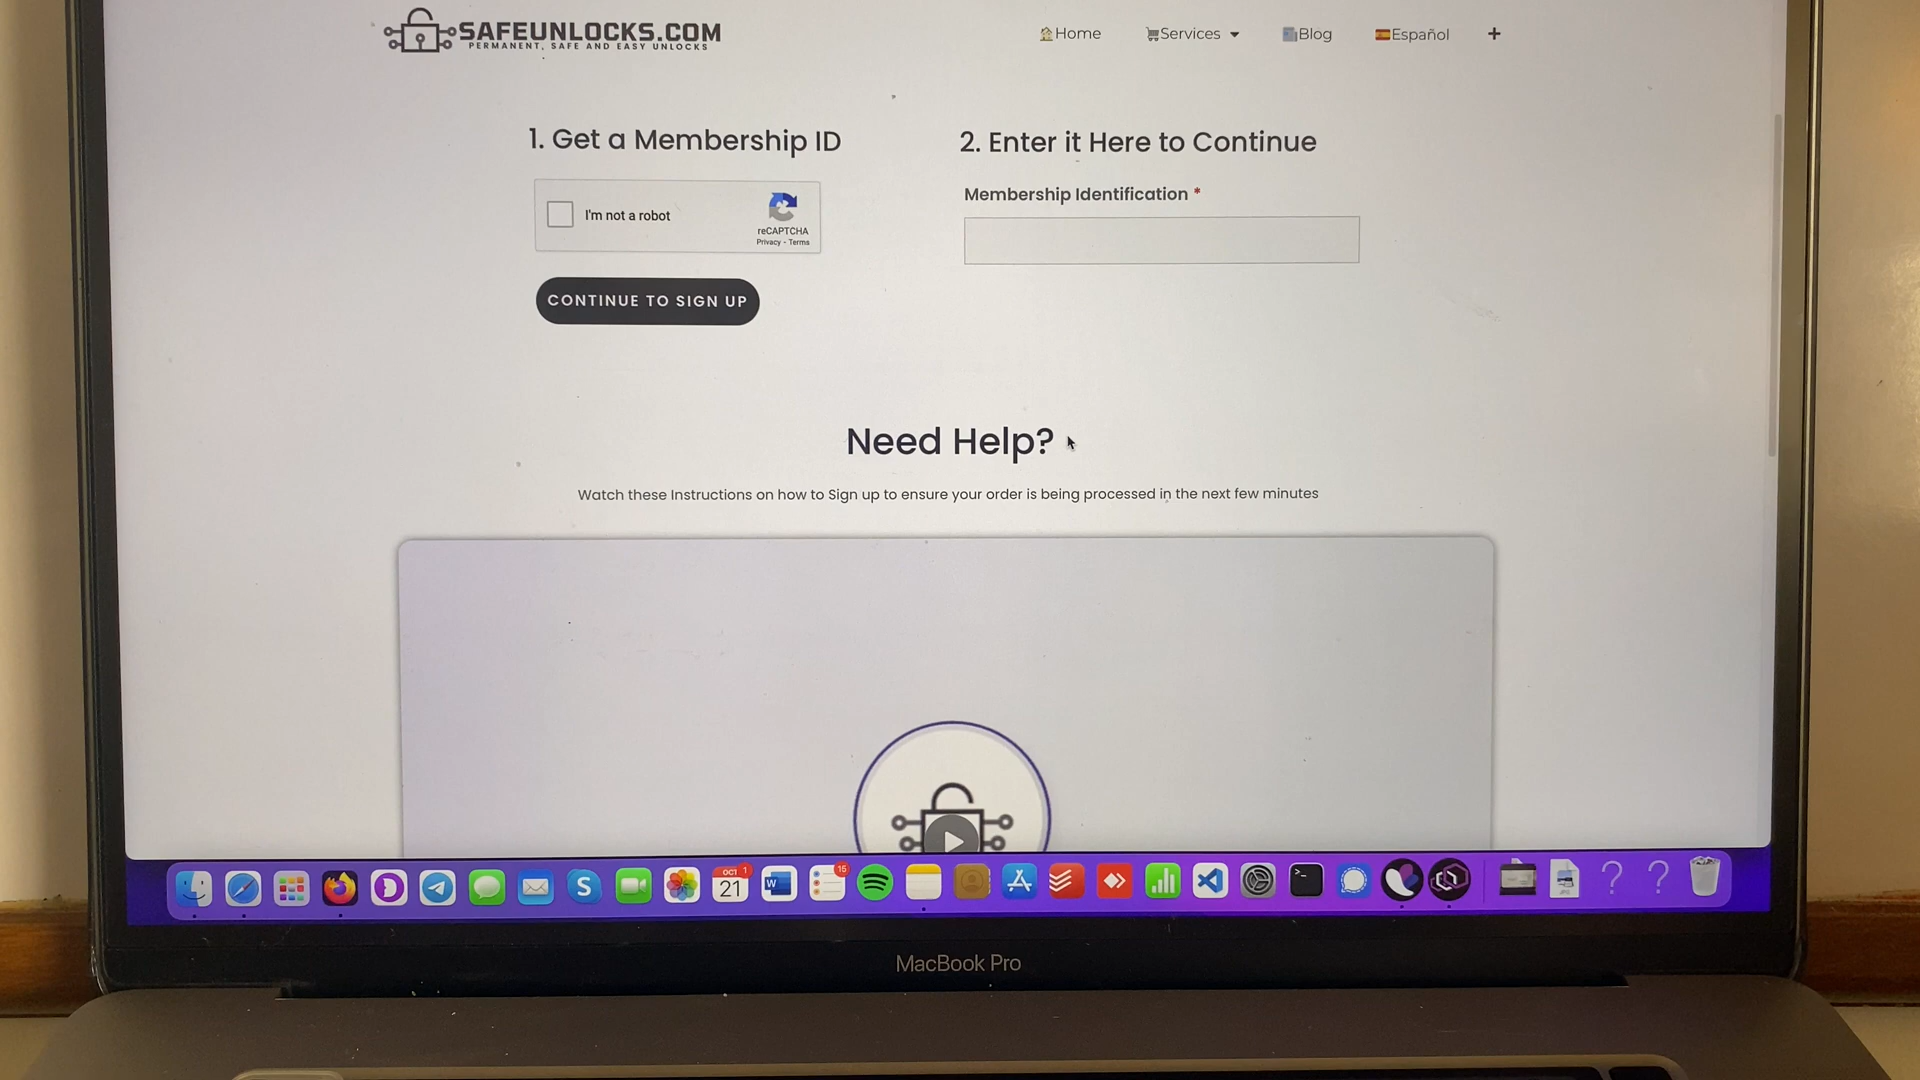 SAFEUNLOCKS.COM
PERMANENT, SAFE AND EASY UNLOCKS
Home
Services
Blog
Español
+
1. Get a Membership ID
I'm not a robot
reCAPTCHA
Privacy - Terms
CONTINUE TO SIGN UP
2. Enter it Here to Continue
Membership Identification *
Need Help?
Watch these Instructions on how to Sign up to ensure your order is being processed in the next few minutes
OCT
21
1
W
15
S
MacBook Pro